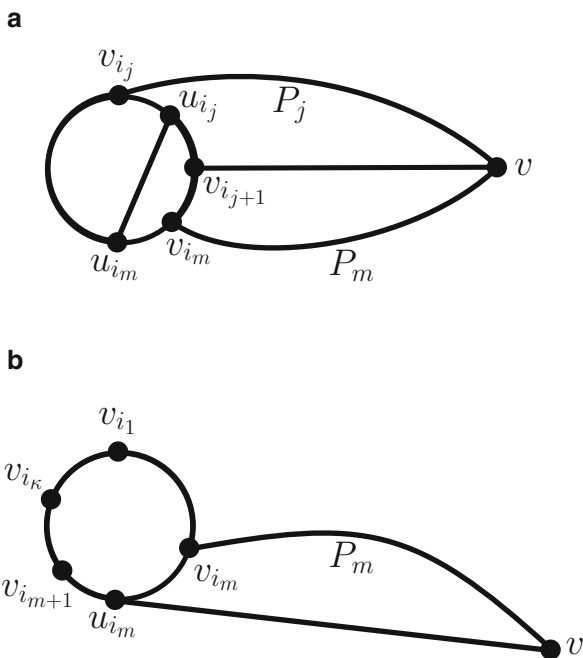 a
v_{i_j}
u_{i_j}
P_j
v
v_{i_{j+1}}
v_{i_m}
u_{i_m}
P_m
b
v_{i_1}
v_{i_κ}
P_m
v_{i_m}
v_{i_{m+1}}
u_{i_m}
v